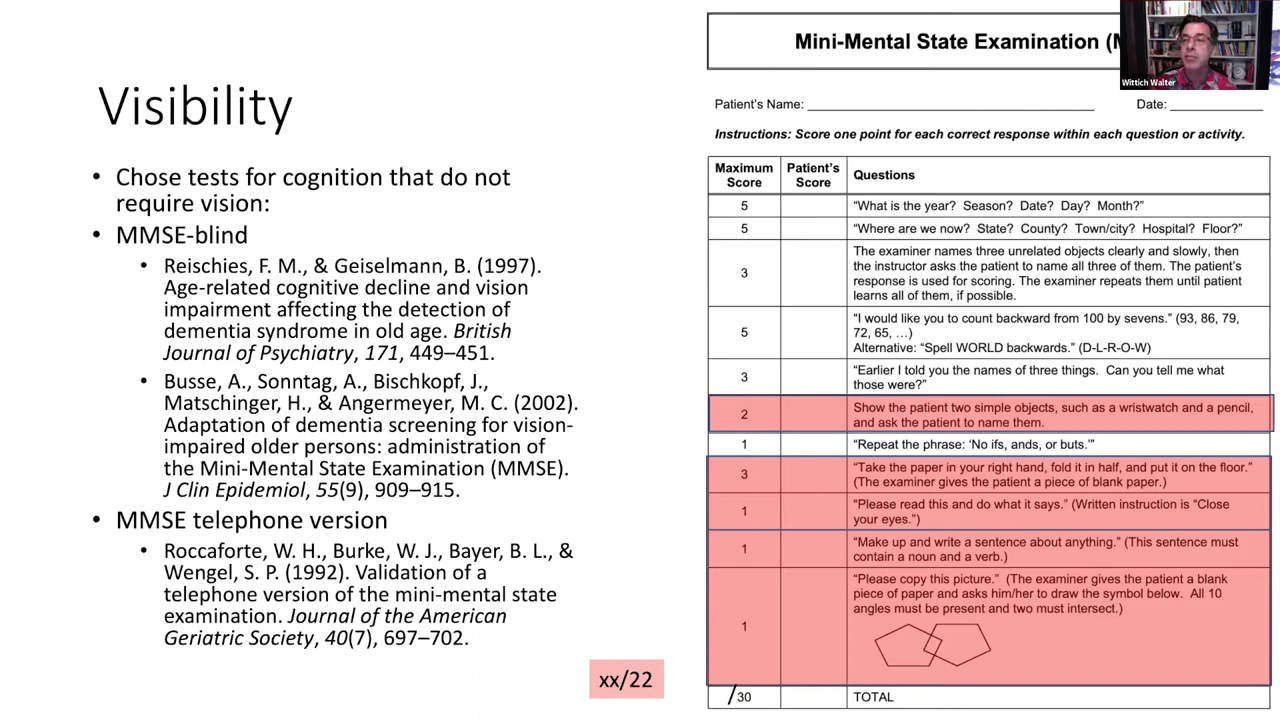 Visibility
• Chose tests for cognition that do not
require vision:
• MMSE-blind
• Reischies, F. M., & Geiselmann, B. (1997).
Age-related cognitive decline and vision
impairment affecting the detection of
dementia syndrome in old age. British
Journal of Psychiatry, 171, 449–451.
• Busse, A., Sonntag, A., Bischkopf, J.,
Matschinger, H., & Angermeyer, M. C. (2002).
Adaptation of dementia screening for vision-
impaired older persons: administration of
the Mini-Mental State Examination (MMSE).
J Clin Epidemiol, 55(9), 909–915.
• MMSE telephone version
• Roccaforte, W. H., Burke, W. J., Bayer, B. L., &
Wengel, S. P. (1992). Validation of a
telephone version of the mini-mental state
examination. Journal of the American
Geriatric Society, 40(7), 697–702.
xx/22
Mini-Mental State Examination (M
Wittich Walter
Patient's Name: Date:
Instructions: Score one point for each correct response within each question or activity.
Maximum Score Patient's Score Questions
5 "What is the year? Season? Date? Day? Month?"
5 "Where are we now? State? County? Town/city? Hospital? Floor?"
3 The examiner names three unrelated objects clearly and slowly, then
the instructor asks the patient to name all three of them. The patient's
response is used for scoring. The examiner repeats them until patient
learns all of them, if possible.
5 "I would like you to count backward from 100 by sevens." (93, 86, 79,
72, 65, …)
Alternative: "Spell WORLD backwards." (D-L-R-O-W)
3 "Earlier I told you the names of three things. Can you tell me what
those were?"
2 Show the patient two simple objects, such as a wristwatch and a pencil,
and ask the patient to name them.
1 "Repeat the phrase: 'No ifs, ands, or buts.'"
3 "Take the paper in your right hand, fold it in half, and put it on the floor."
(The examiner gives the patient a piece of blank paper.)
1 "Please read this and do what it says." (Written instruction is "Close
your eyes.")
1 "Make up and write a sentence about anything." (This sentence must
contain a noun and a verb.)
1 "Please copy this picture." (The examiner gives the patient a blank
piece of paper and asks him/her to draw the symbol below. All 10
angles must be present and two must intersect.)
/30 TOTAL